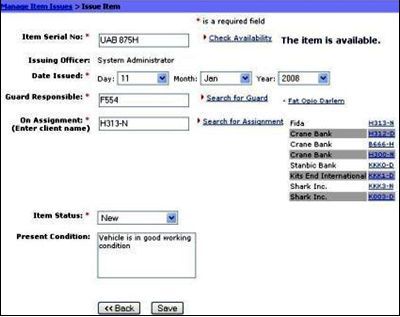 Manage Item Issues > Issue Item
* is a required field
Item Serial No: * UAB 875H Check Availability The item is available.
Issuing Officer: System Administrator
Date Issued: * Day: 11 Month: Jan Year: 2008
Guard Responsible: * F554 Search for Guard Fat Opio Darlem
On Assignment: * H313-N Search for Assignment
(Enter client name)
Fida H313-N
Crane Bank H312-D
Crane Bank B666-H
Crane Bank H300-N
Stanbic Bank KKK0-D
Kits End International KKK1-D
Shark Inc. KKK3-N
Shark Inc. K003-D
Item Status: * New
Present Condition: Vehicle is in good working
condition
<< Back Save